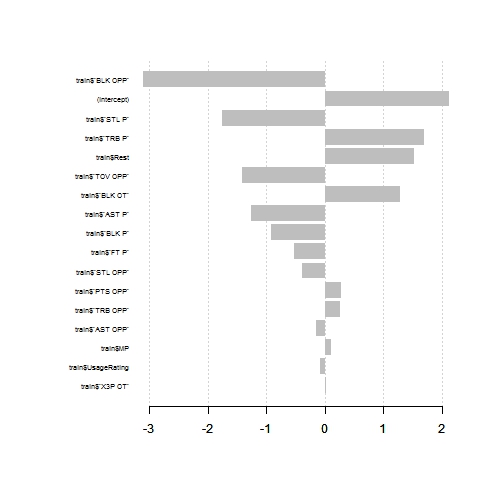 train$`BLK OPP`
(Intercept)
train$`STL P`
train$`TRB P`
train$Rest
train$`TOV OPP`
train$`BLK OT`
train$`AST P`
train$`BLK P`
train$`FT P`
train$`STL OPP`
train$`PTS OPP`
train$`TRB OPP`
train$`AST OPP`
train$MP
train$UsageRating
train$`X3P OT`
-3 -2 -1 0 1 2